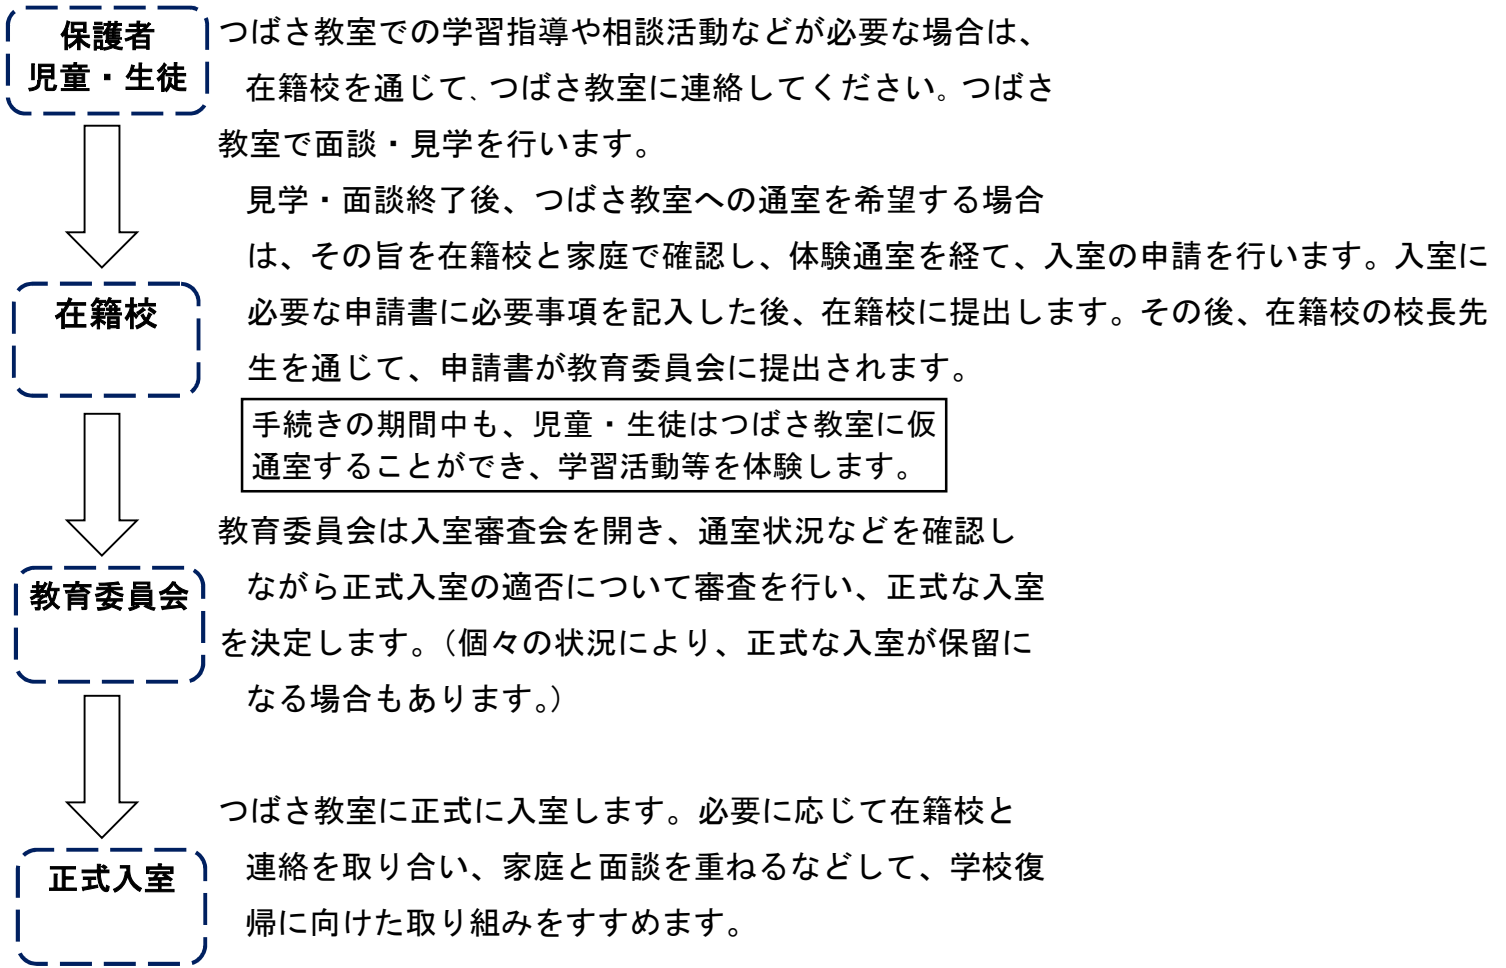 保護者
児童・生徒
つばさ教室での学習指導や相談活動などが必要な場合は、
在籍校を通じて、つばさ教室に連絡してください。つばさ
教室で面談・見学を行います。
見学・面談終了後、つばさ教室への通室を希望する場合
は、その旨を在籍校と家庭で確認し、体験通室を経て、入室の申請を行います。入室に
在籍校
必要な申請書に必要事項を記入した後、在籍校に提出します。その後、在籍校の校長先
生を通じて、申請書が教育委員会に提出されます。
手続きの期間中も、児童・生徒はつばさ教室に仮
通室することができ、学習活動等を体験します。
教育委員会は入室審査会を開き、通室状況などを確認し
教育委員会
ながら正式入室の適否について審査を行い、正式な入室
を決定します。（個々の状況により、正式な入室が保留に
なる場合もあります。）
つばさ教室に正式に入室します。必要に応じて在籍校と
正式入室
連絡を取り合い、家庭と面談を重ねるなどして、学校復
帰に向けた取り組みをすすめます。